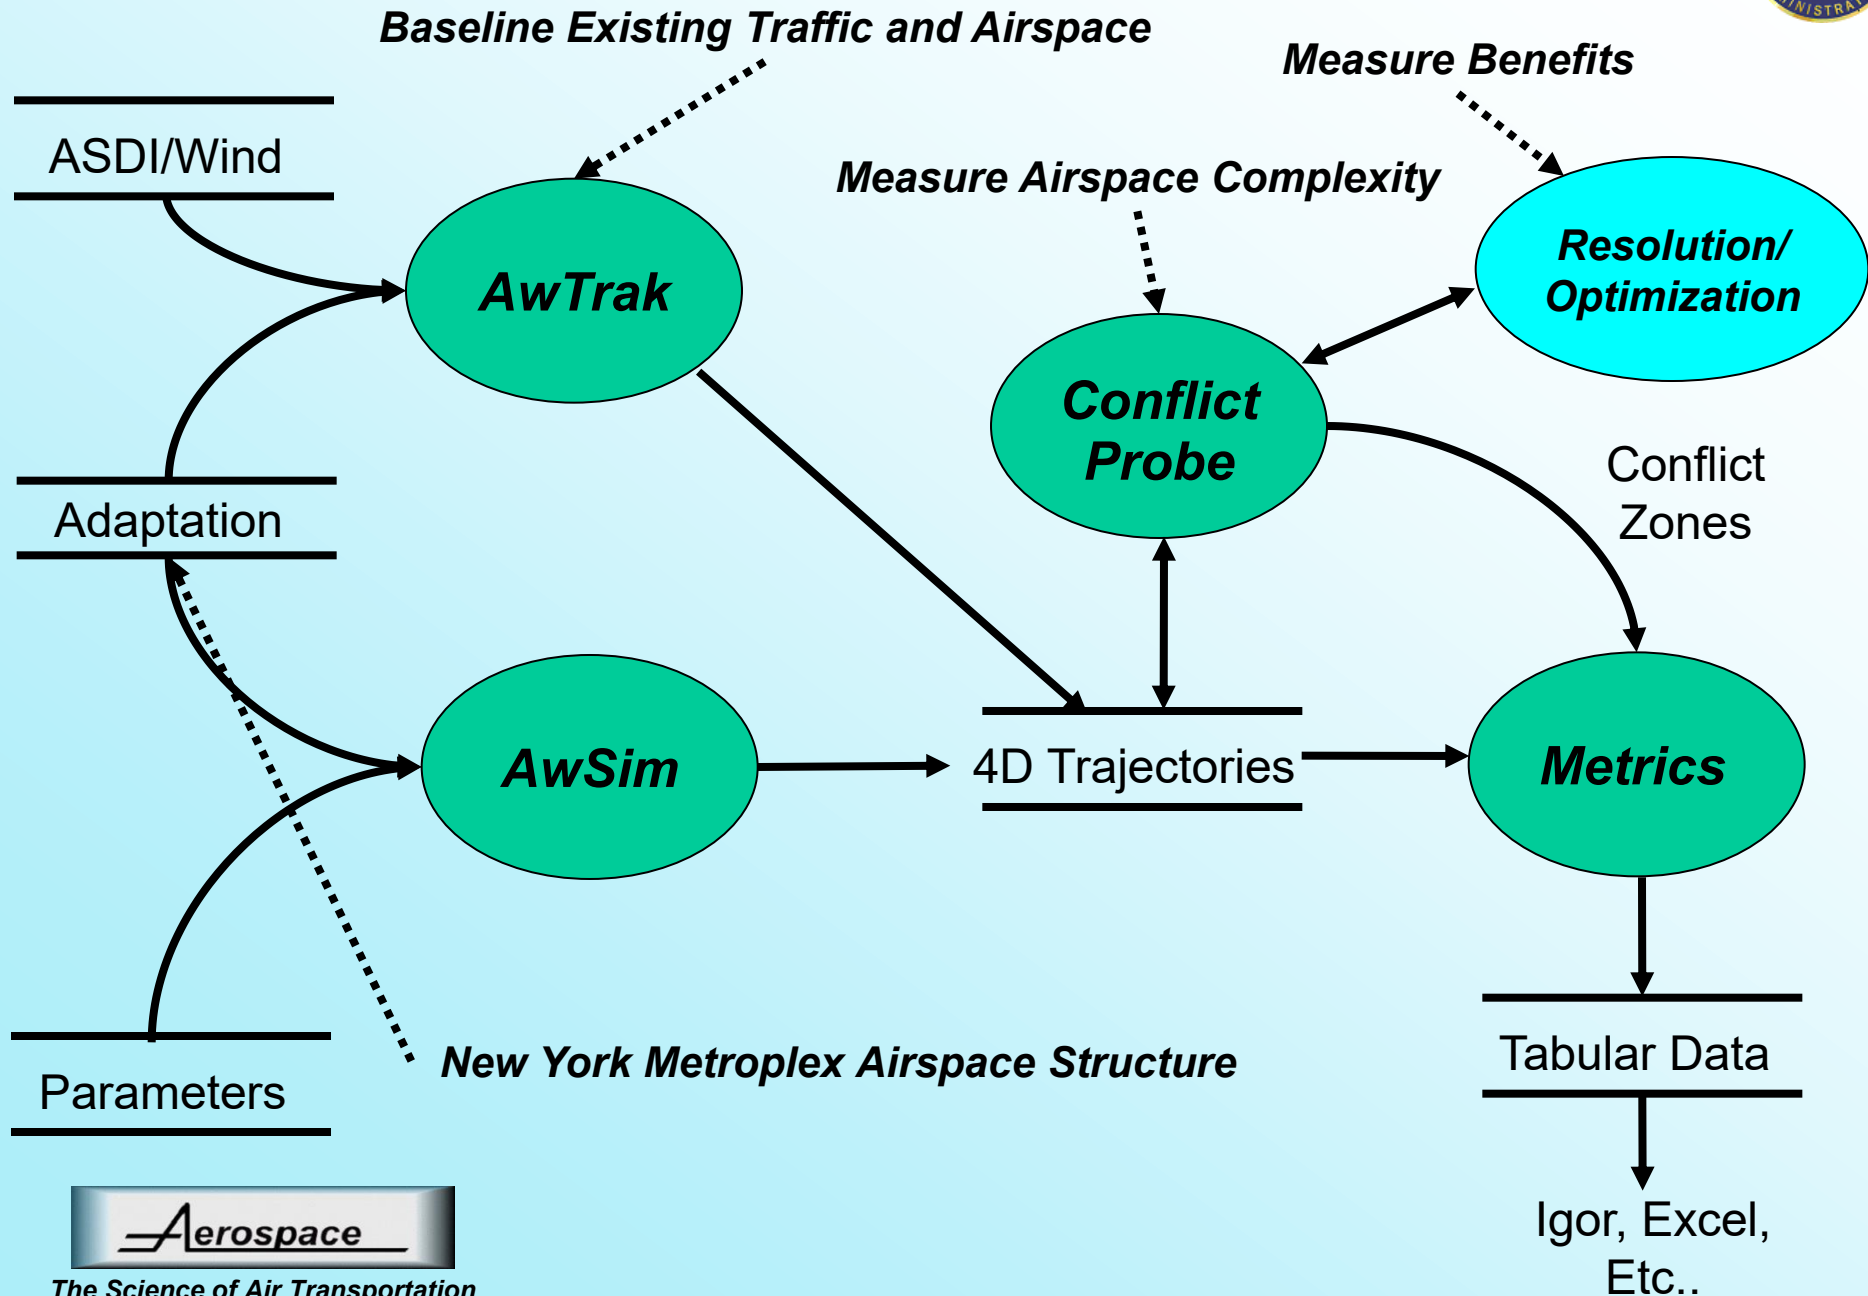 Baseline Existing Traffic and Airspace
Measure Benefits
ASDI/Wind
Measure Airspace Complexity
Resolution/
Optimization
AwTrak
Conflict
Probe
Conflict
Zones
Adaptation
AwSim
4D Trajectories
Metrics
New York Metroplex Airspace Structure
Parameters
Tabular Data
Aerospace
The Science of Air Transportation
Igor, Excel,
Etc..